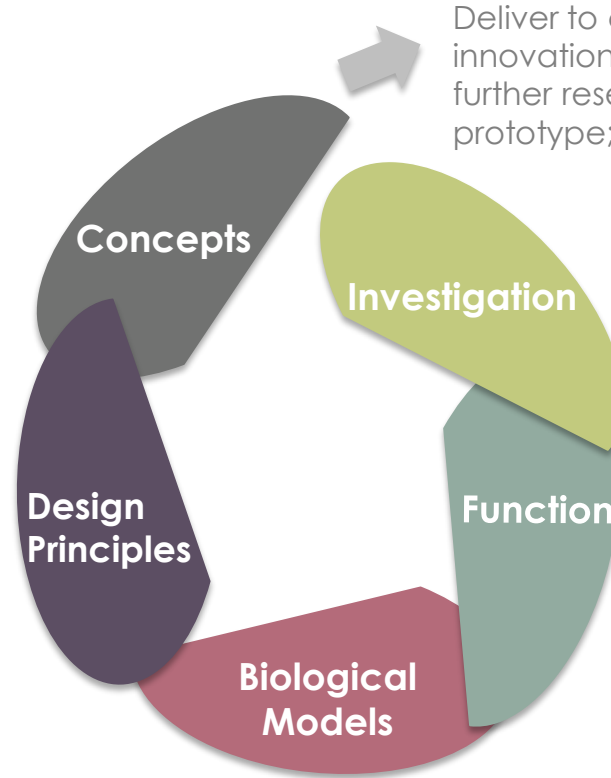 Deliver to
innovation
further
prototype;
Concepts
Investigation
Design
Principles
Function
Biological
Models